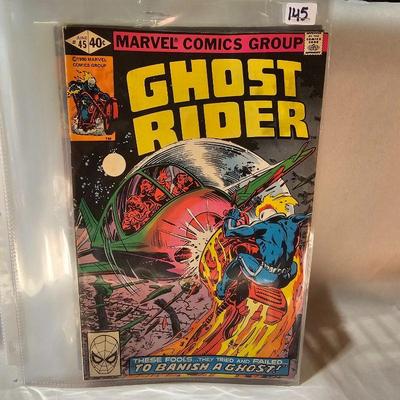 145
MARVEL COMICS GROUP
JUNE
#45
40¢
©1980 MARVEL
COMICS GROUP
GHOST
RIDER
THESE FOOLS...THEY TRIED AND FAILED...
TO BANISH A GHOST!